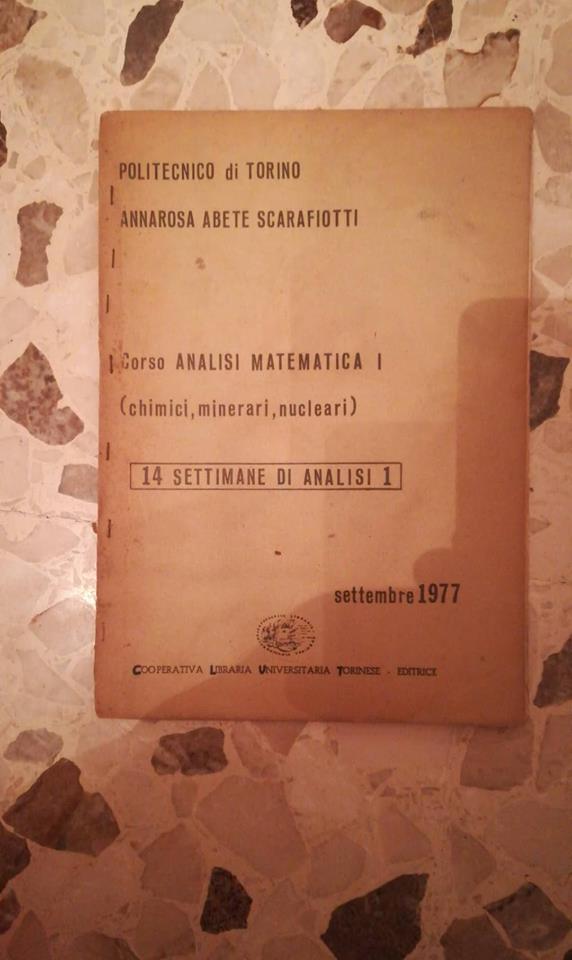 POLITECNICO di TORINO
ANNAROSA ABETE SCARAFIOTTI
Corso ANALISI MATEMATICA I
(chimici,minerari,nucleari)
14 SETTIMANE DI ANALISI 1
settembre 1977
COOPERATIVA LIBRARIA UNIVERSITARIA TORINESE - EDITRICE